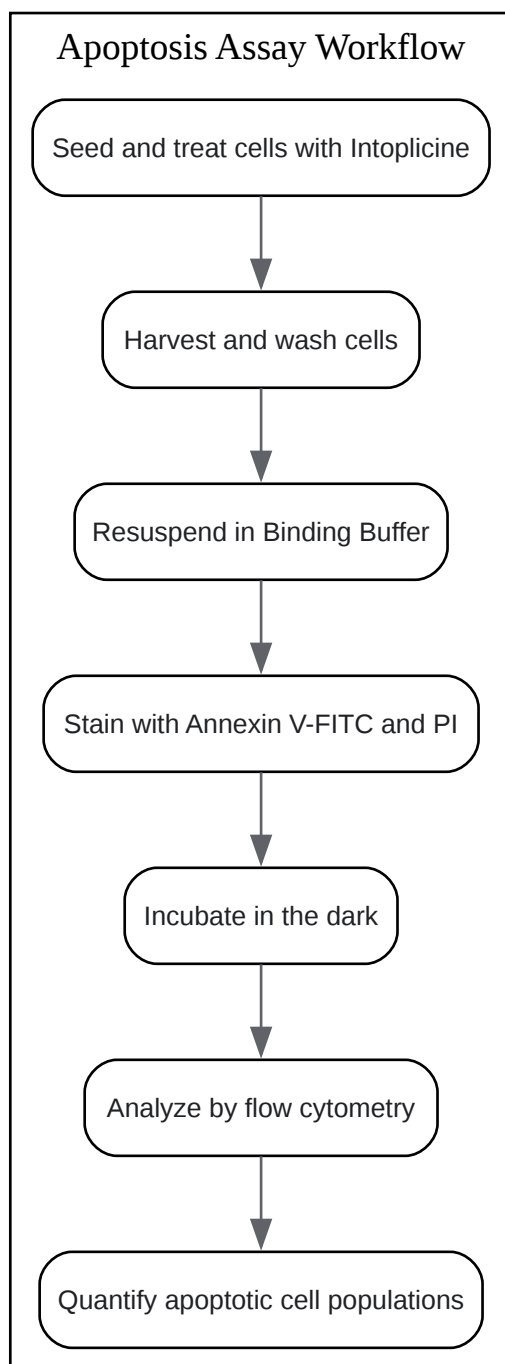 Apoptosis Assay Workflow
Seed and treat cells with Intoplicine
Harvest and wash cells
Resuspend in Binding Buffer
Stain with Annexin V-FITC and PI
Incubate in the dark
Analyze by flow cytometry
Quantify apoptotic cell populations